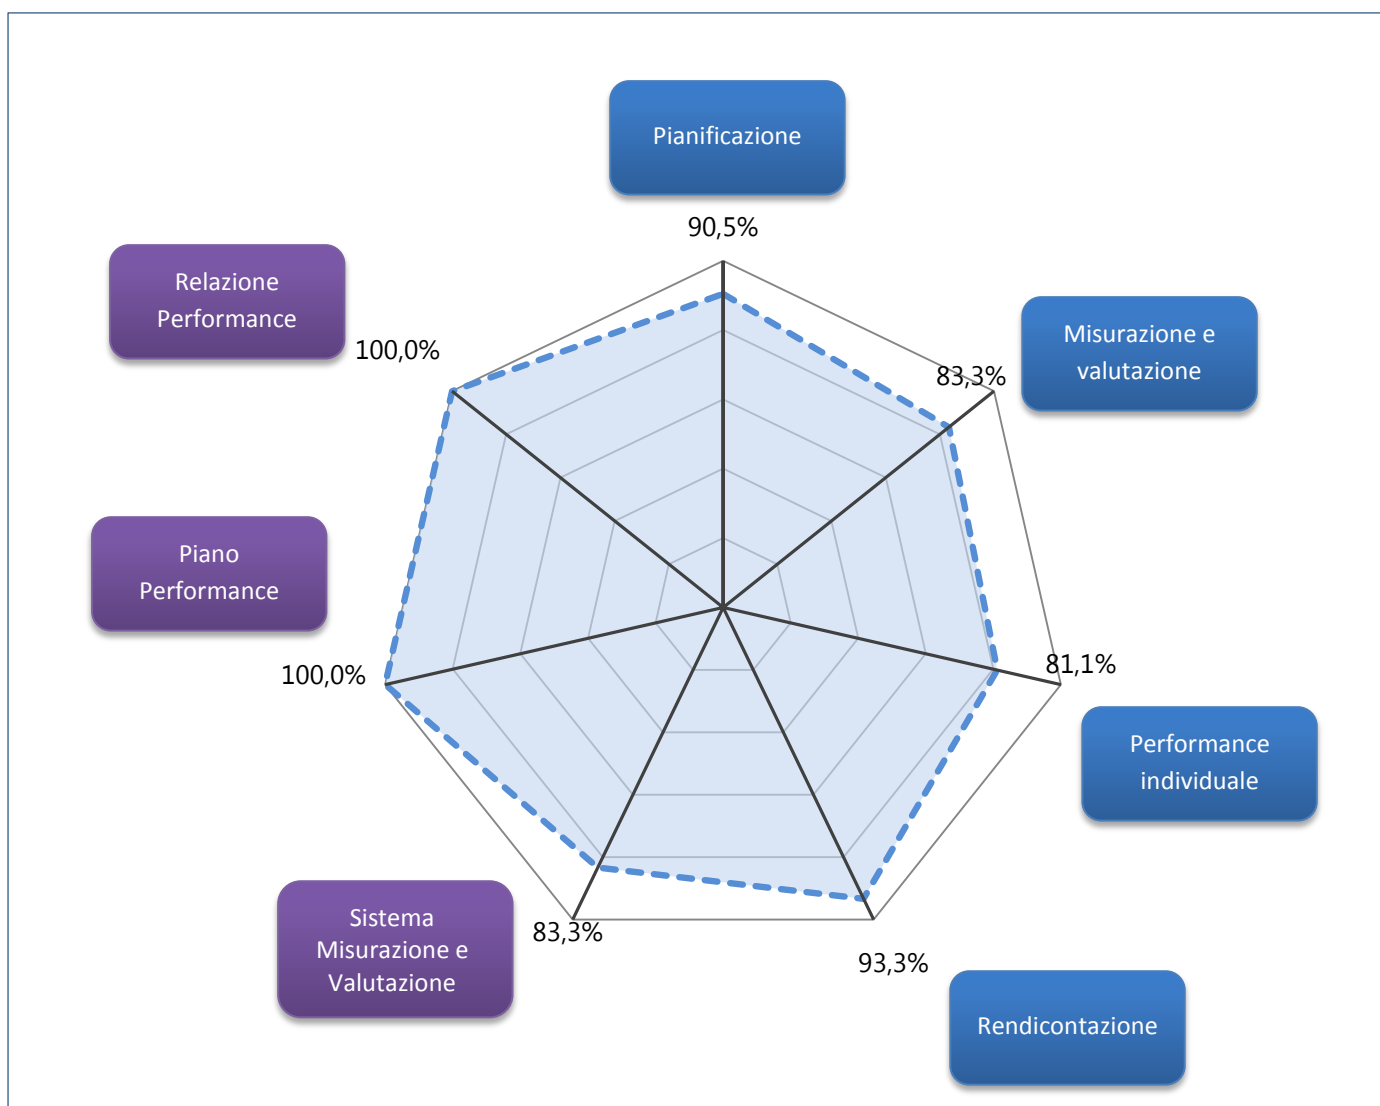 Pianificazione
90,5%
Relazione
Performance
100,0%
Misurazione e
valutazione
83,3%
Piano
Performance
100,0%
81,1%
Performance
individuale
Sistema
Misurazione e
Valutazione
83,3%
93,3%
Rendicontazione